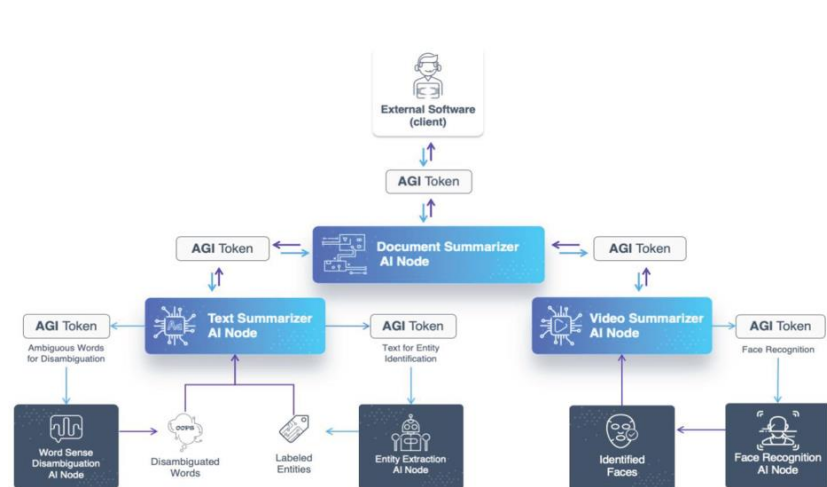 External Software
(client)
AGI Token
AGI Token
Document Summarizer
AI Node
AGI Token
Text Summarizer
AI Node
Video Summarizer
AI Node
AGI Token
Ambiguous Words
for Disambiguation
AGI Token
Text for Entity
Identification
AGI Token
Face Recognition
Word Sense
Disambiguation
AI Node
OOPS
Disambiguated
Words
Labeled
Entities
Entity Extraction
AI Node
Identified
Faces
Face Recognition
AI Node